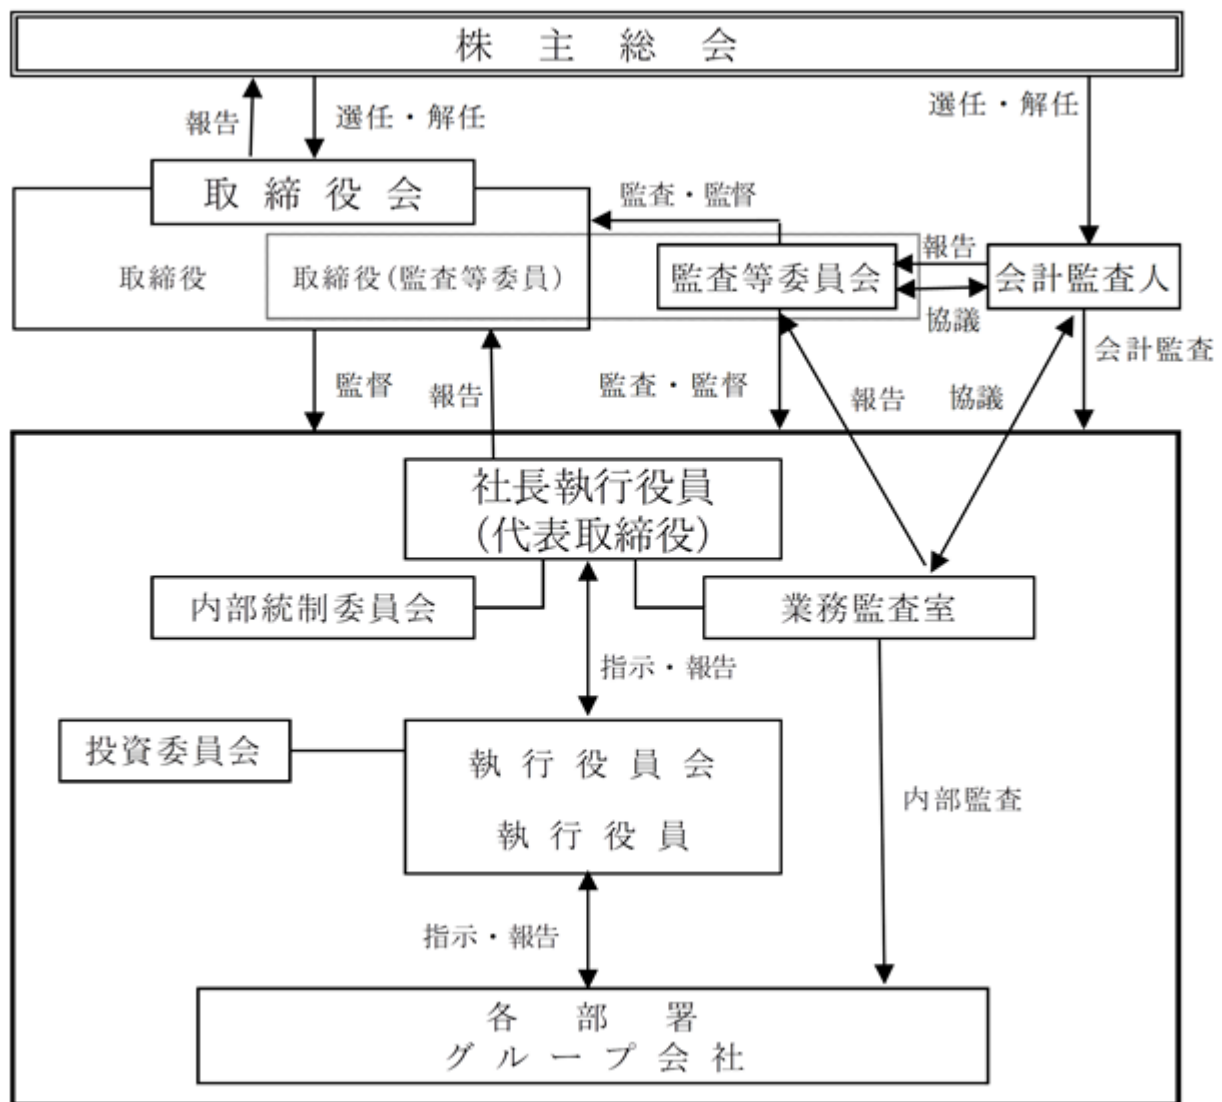 株主総会
報告
選任・解任
選任・解任
取締役会
監査・監督
取締役
取締役(監査等委員)
監査等委員会
報告
協議
会計監査人
監督
報告
監査・監督
報告
協議
会計監査
社長執行役員
(代表取締役)
内部統制委員会
業務監査室
指示・報告
投資委員会
執行役員会
執行役員
内部監査
指示・報告
各部署
グループ会社